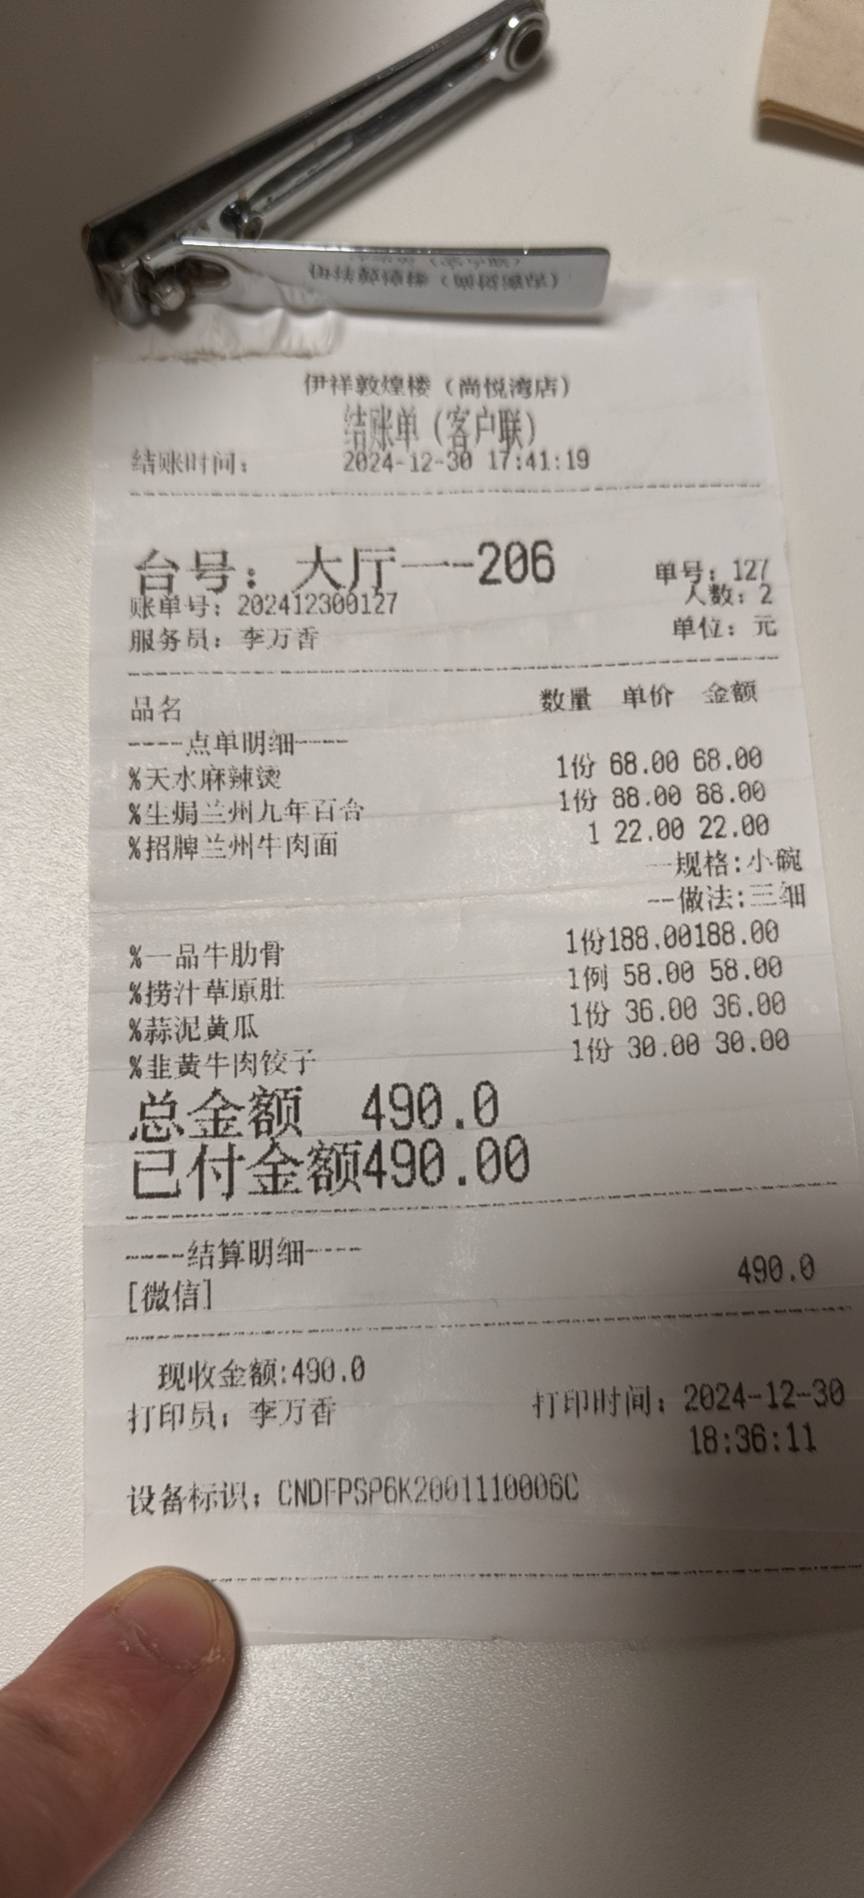 伊祥敦煌楼（尚悦湾店）
结账单（客户联）
结账时间： 2024-12-30 17:41:19
台号：大厅一-206 单号：127
人数：2
账单号：202412300127
服务员：李万香 单位：元
品名 数量 单价 金额
----点单明细----
%天水麻辣烫 1份 68.00 68.00
%生焗兰州九年百合 1份 88.00 88.00
%招牌兰州牛肉面 1 22.00 22.00
--规格:小碗
--做法:三细
%一品牛肋骨 1份188.00188.00
%捞汁草原肚 1例 58.00 58.00
%蒜泥黄瓜 1份 36.00 36.00
%韭黄牛肉饺子 1份 30.00 30.00
总金额 490.0
已付金额490.00
----结算明细----
[微信] 490.0
现收金额:490.0
打印员：李万香 打印时间：2024-12-30
18:36:11
设备标识：CNDFPSP6K2001110006C